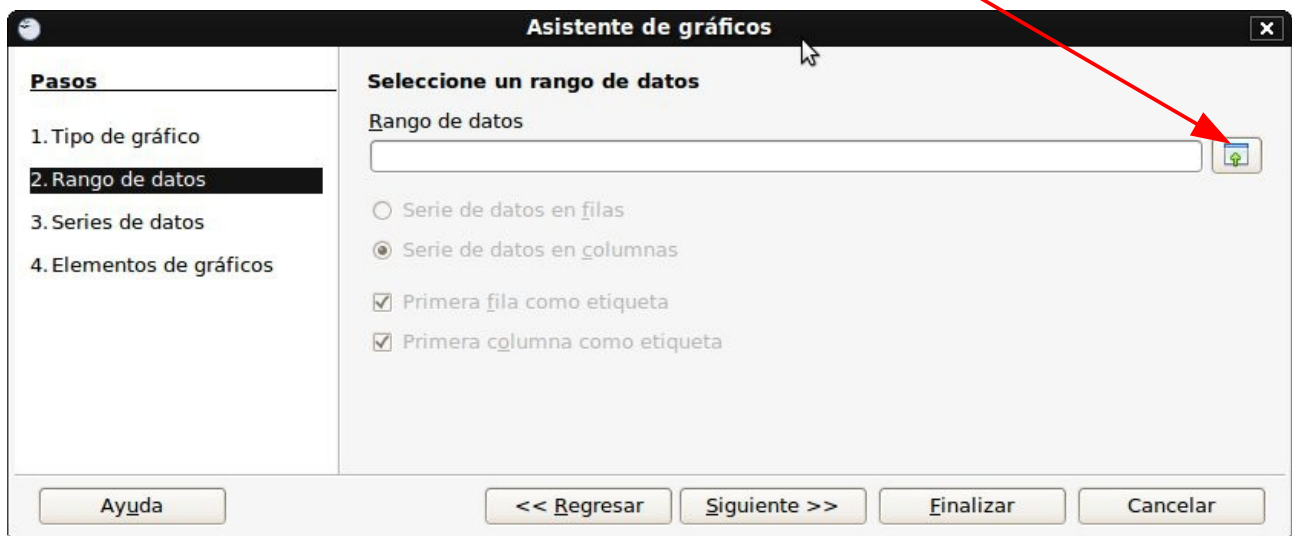 Asistente de gráficos
Pasos
1. Tipo de gráfico
2. Rango de datos
3. Series de datos
4. Elementos de gráficos
Seleccione un rango de datos
Rango de datos
Serie de datos en filas
Serie de datos en columnas
Primera fila como etiqueta
Primera columna como etiqueta
Ayuda
<< Regresar
Siguiente >>
Finalizar
Cancelar